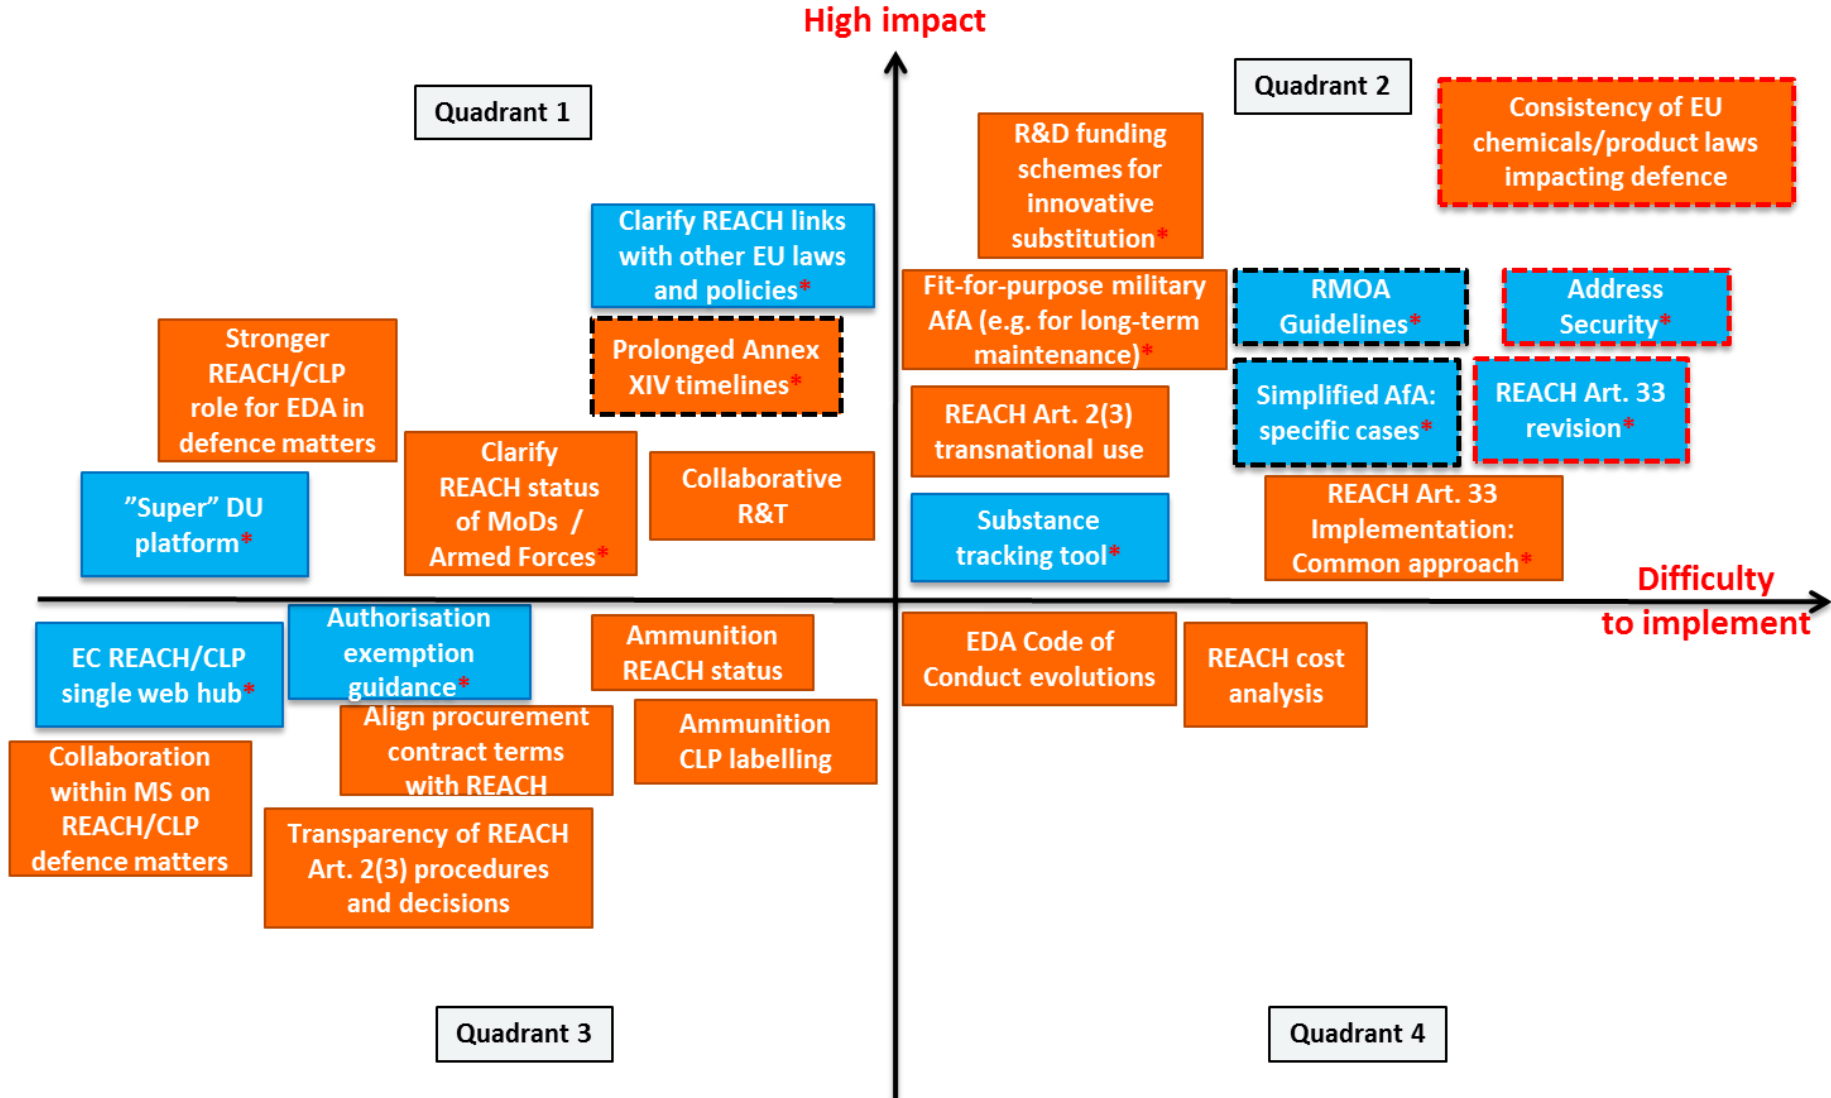 High impact
Quadrant 1
Quadrant 2
Consistency of EU
chemicals/product laws
impacting defence
R&D funding
schemes for
innovative
substitution*
Clarify REACH links
with other EU laws
and policies*
Fit-for-purpose military
AfA (e.g. for long-term
maintenance)*
RMOA
Guidelines*
Address
Security*
Stronger
REACH/CLP
role for EDA in
defence matters
Prolonged Annex
XIV timelines*
REACH Art. 2(3)
transnational use
Simplified AfA:
specific cases*
REACH Art. 33
revision*
Clarify
REACH status
of MoDs /
Armed Forces*
Collaborative
R&T
”Super” DU
platform*
Substance
tracking tool*
REACH Art. 33
Implementation:
Common approach*
Difficulty
to implement
EC REACH/CLP
single web hub*
Authorisation
exemption
guidance*
Ammunition
REACH status
EDA Code of
Conduct evolutions
REACH cost
analysis
Align procurement
contract terms
with REACH
Ammunition
CLP labelling
Collaboration
within MS on
REACH/CLP
defence matters
Transparency of REACH
Art. 2(3) procedures
and decisions
Quadrant 3
Quadrant 4